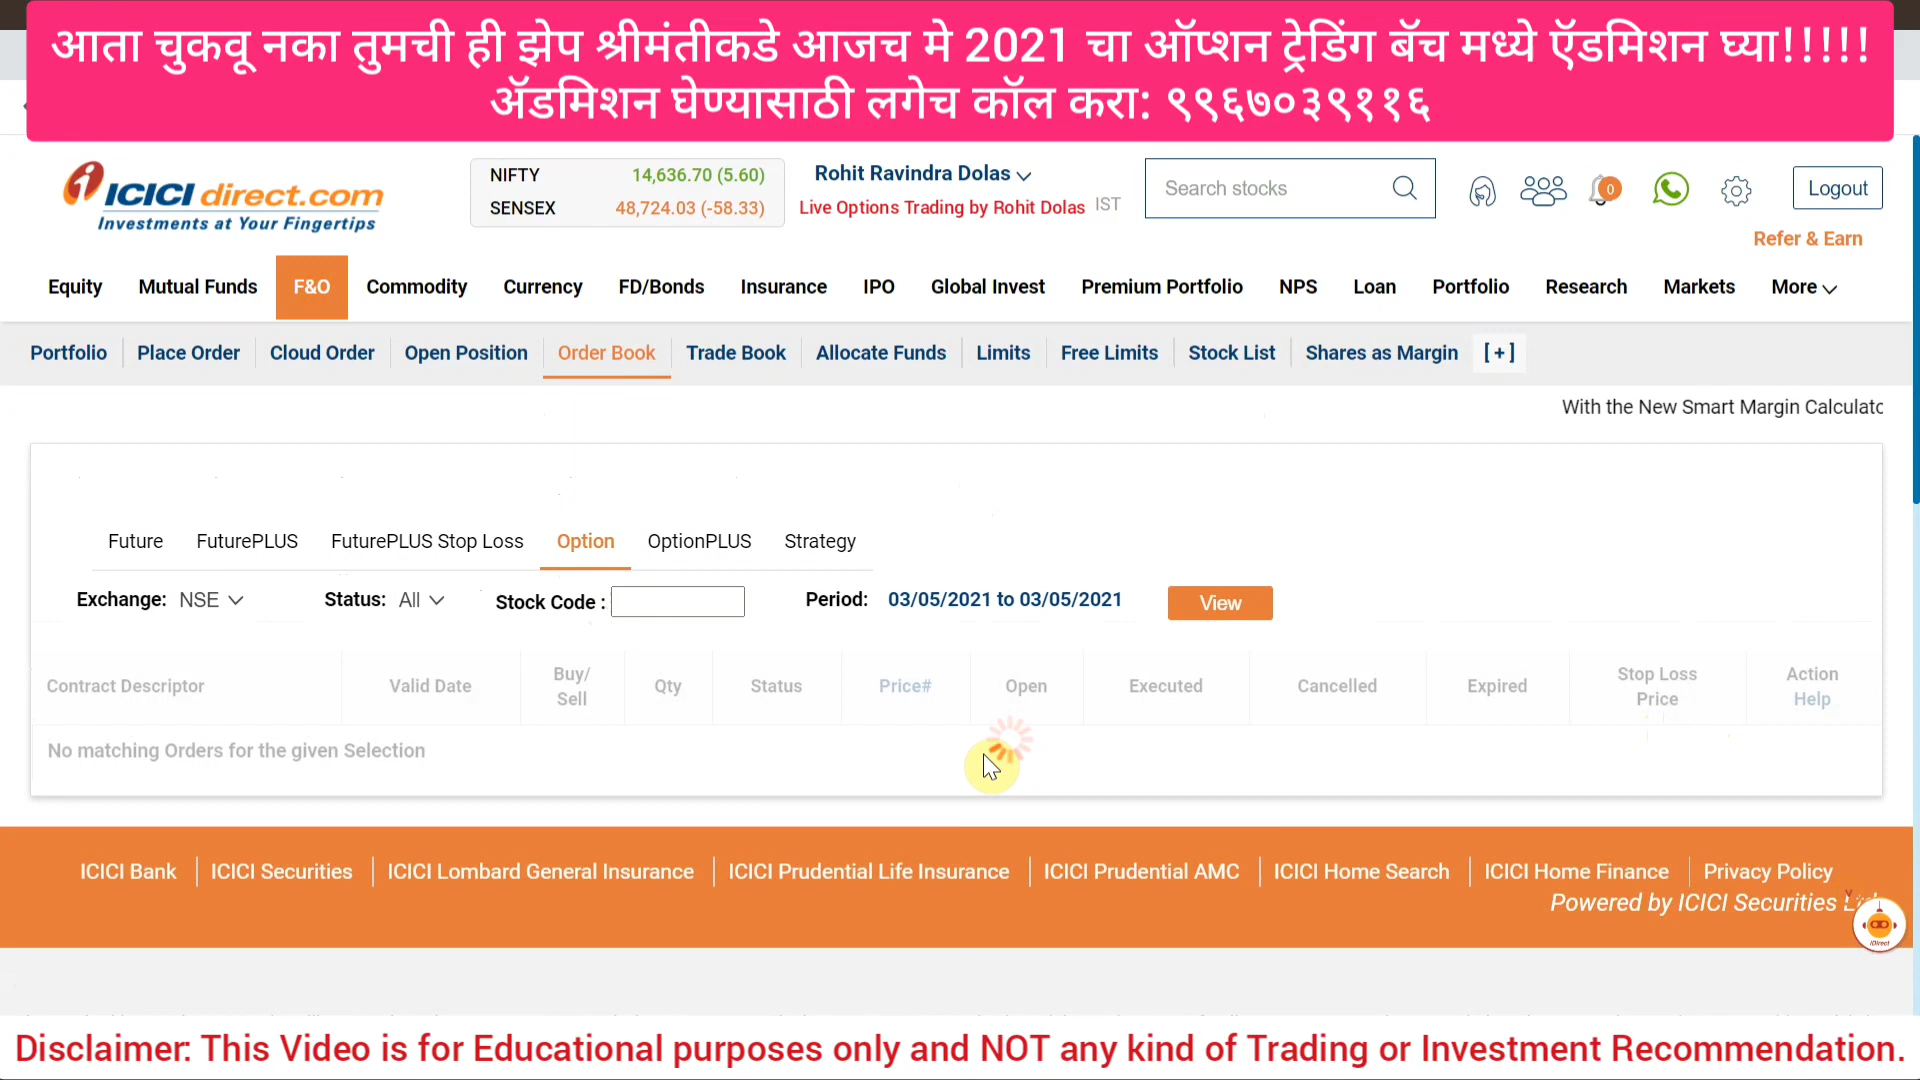 आता चुकवू नका तुमची ही झेप श्रीमंतीकडे आजच मे 2021 चा ऑप्शन ट्रेडिंग बॅच मध्ये ऍडमिशन घ्या!!!!!
ॲडमिशन घेण्यासाठी लगेच कॉल करा: ९९६७०३९११६
ICICI direct.com
Investments at Your Fingertips
NIFTY 14,636.70 (5.60)
SENSEX 48,724.03 (-58.33)
Rohit Ravindra Dolas
Live Options Trading by Rohit Dolas IST
Search stocks
0
Logout
Refer & Earn
Equity Mutual Funds F&O Commodity Currency FD/Bonds Insurance IPO Global Invest Premium Portfolio NPS Loan Portfolio Research Markets More
Portfolio Place Order Cloud Order Open Position Order Book Trade Book Allocate Funds Limits Free Limits Stock List Shares as Margin [+]
With the New Smart Margin Calculatc
Future FuturePLUS FuturePLUS Stop Loss Option OptionPLUS Strategy
Exchange: NSE Status: All Stock Code : Period: 03/05/2021 to 03/05/2021 View
Contract Descriptor Valid Date Buy/ Sell Qty Status Price# Open Executed Cancelled Expired Stop Loss Price Action Help
No matching Orders for the given Selection
ICICI Bank ICICI Securities ICICI Lombard General Insurance ICICI Prudential Life Insurance ICICI Prudential AMC ICICI Home Search ICICI Home Finance Privacy Policy
Powered by ICICI Securities
iDirect
Disclaimer: This Video is for Educational purposes only and NOT any kind of Trading or Investment Recommendation.